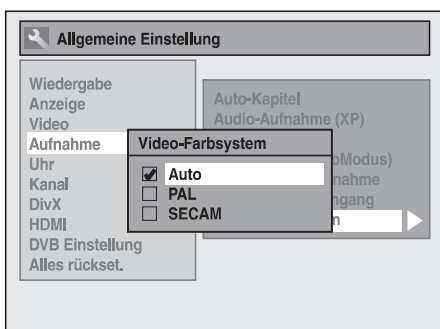 Allgemeine Einstellung
Wiedergabe
Anzeige
Video
Aufnahme
Uhr
Kanal
DivX
HDMI
DVB Einstellung
Alles rückset.
Auto-Kapitel
Audio-Aufnahme (XP)
Video-Farbsystem
Auto
PAL
SECAM